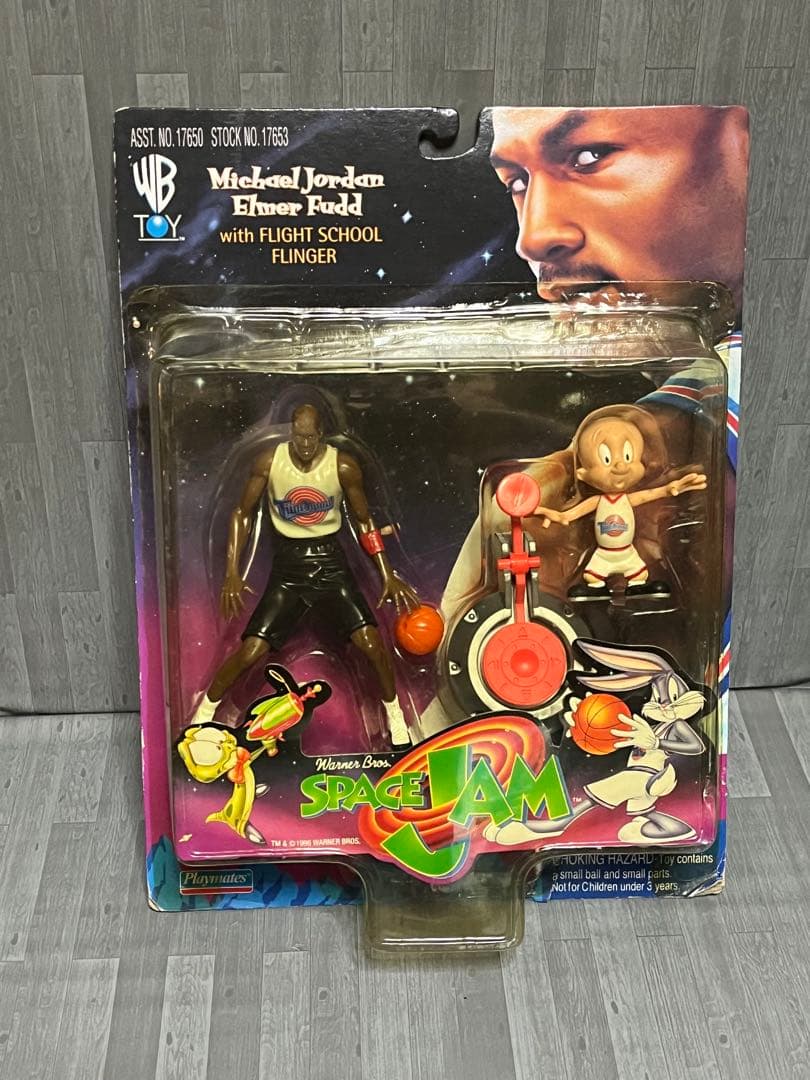 ASST. NO. 17650 STOCK NO. 17653
WB
TOY
Michael Jordan
Elmer Fudd
with FLIGHT SCHOOL
FLINGER
Warner Bros.
SPACE JAM
TM
TM & © 1996 WARNER BROS.
Playmates
CHOKING HAZARD-Toy contains
a small ball and small parts.
Not for Children under 3 years.